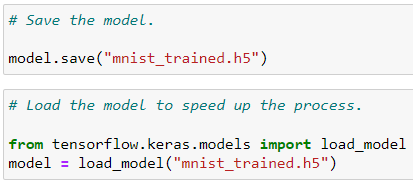 # Save the model.
model.save("mnist_trained.h5")
# Load the model to speed up the process.
from tensorflow.keras.models import load_model
model = load_model("mnist_trained.h5")